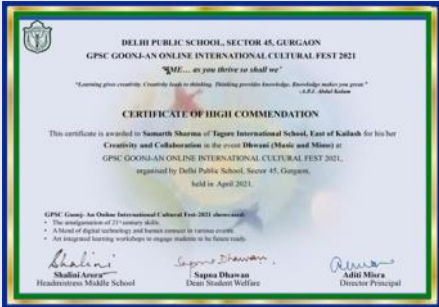 DELHI PUBLIC SCHOOL, SECTOR 45, GURGAON
GPSC GOONJ-AN ONLINE INTERNATIONAL CULTURAL FEST 2021
as you thrive so shall we"
"Learning gives creativity. Creativity leads to thinking. Thinking provides knowledge. Knowledge makes you great."
-A.P.J. Abdul Kalam
CERTIFICATE OF HIGH COMMENDATION
This certificate is awarded to Samarth Sharma of Tagore International School, East of Kailash for his/her
Creativity and Collaboration in the event Dhwani (Music and Mime) at
GPSC GOONJ-AN ONLINE INTERNATIONAL CULTURAL FEST 2021,
organised by Delhi Public School, Sector 45, Gurgaon,
held in April 2021.
GPSC Goonj- An Online International Cultural Fest-2021 showcased:
• The amalgamation of 21st century skills.
• A blend of digital technology and human connect in various events.
• Art integrated learning workshops to engage students to be future ready.
Shalini
Sapna Dhawan
Shalini Arora
Sapna Dhawan
Aditi Misra
Headmistress Middle School
Dean Student Welfare
Director Principal